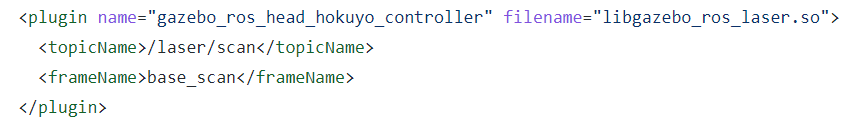 <plugin name="gazebo_ros_head_hokuyo_controller" filename="libgazebo_ros_laser.so">
<topicName>/laser/scan</topicName>
<frameName>base_scan</frameName>
</plugin>